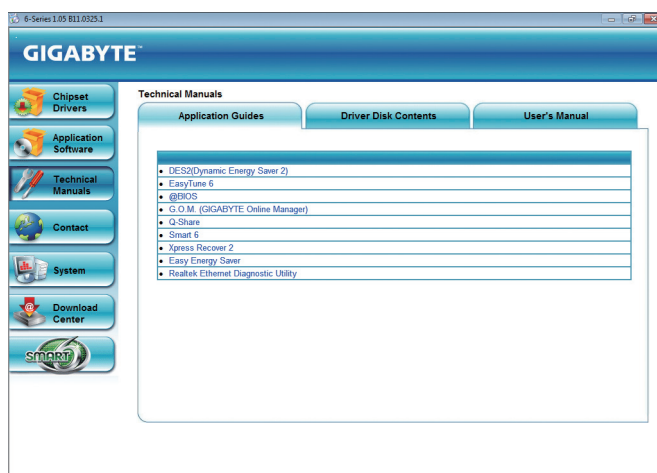 6-Series 1.05 B11.0325.1
GIGABYTE™
Chipset
Drivers
Application
Software
Technical
Manuals
Contact
System
Download
Center
SMART6
Technical Manuals
Application Guides
Driver Disk Contents
User's Manual
• DES2(Dynamic Energy Saver 2)
• EasyTune 6
• @BIOS
• G.O.M. (GIGABYTE Online Manager)
• Q-Share
• Smart 6
• Xpress Recover 2
• Easy Energy Saver
• Realtek Ethernet Diagnostic Utility